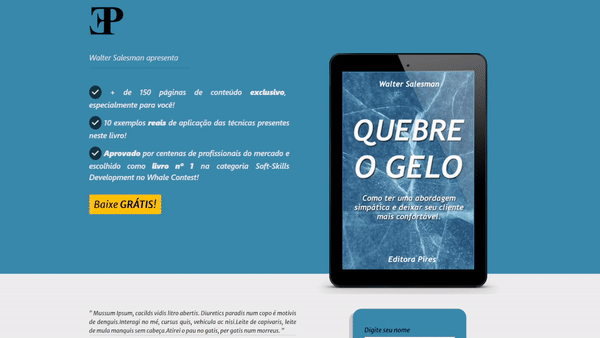 EP
Walter Salesman apresenta
+ de 150 páginas de conteúdo exclusivo,
especialmente para você!
10 exemplos reais de aplicação das técnicas presentes
neste livro!
Aprovado por centenas de profissionais do mercado e
escolhido como livro nº 1 na categoria Soft-Skills
Development no Whale Contest!
Baixe GRÁTIS!
Walter Salesman
QUEBRE
O GELO
Como ter uma abordagem
simpática e deixar seu cliente
mais confortável.
Editora Pires
" Mussum Ipsum, cacilds vidis litro abertis. Diuretics paradis num copo é motivis
de denguis.Interagi no mé, cursus quis, vehicula ac nisi.Leite de capivaris, leite
de mula manquis sem cabeça.Atirei o pau no gatis, per gatis num morreus. "
Digite seu nome